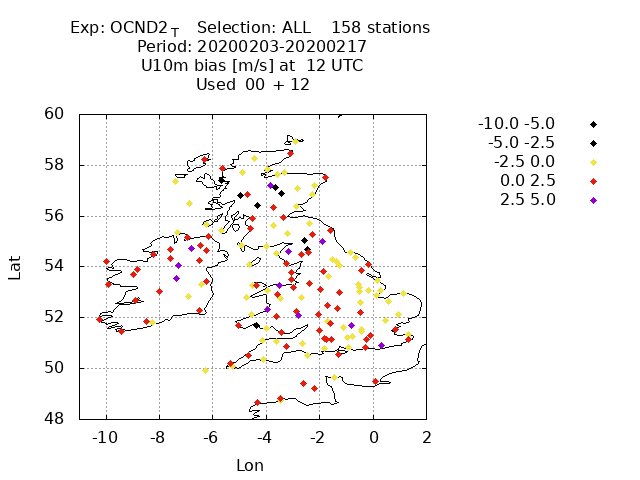 Exp: OCND2 T Selection: ALL 158 stations
Period: 20200203-20200217
U10m bias [m/s] at 12 UTC
Used 00 + 12
-10.0 -5.0
-5.0 -2.5
-2.5 0.0
0.0 2.5
2.5 5.0
60
58
56
54
52
50
48
Lat
-10 -8 -6 -4 -2 0 2
Lon